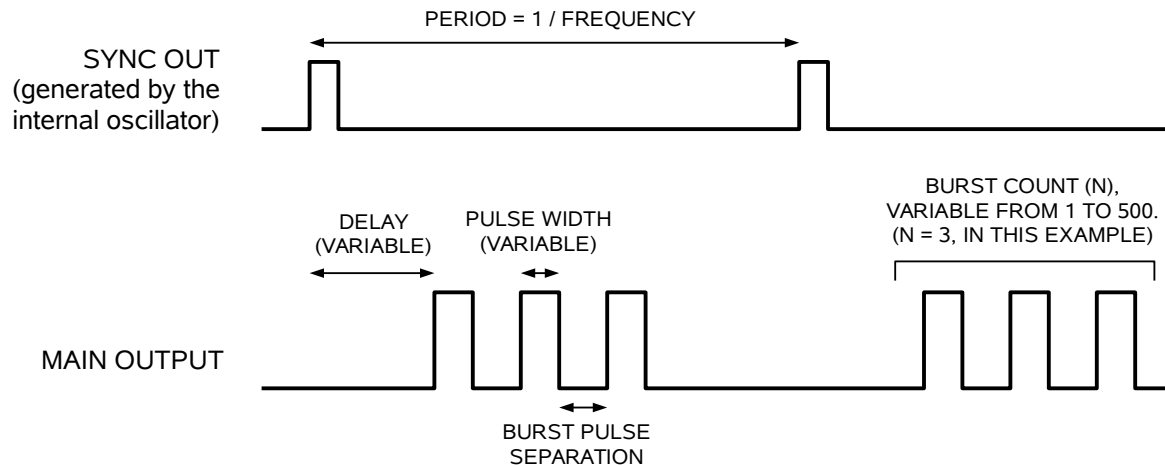 PERIOD = 1 / FREQUENCY
SYNC OUT
(generated by the
internal oscillator)
BURST COUNT (N),
VARIABLE FROM 1 TO 500.
(N = 3, IN THIS EXAMPLE)
DELAY
(VARIABLE)
PULSE WIDTH
(VARIABLE)
MAIN OUTPUT
BURST PULSE
SEPARATION